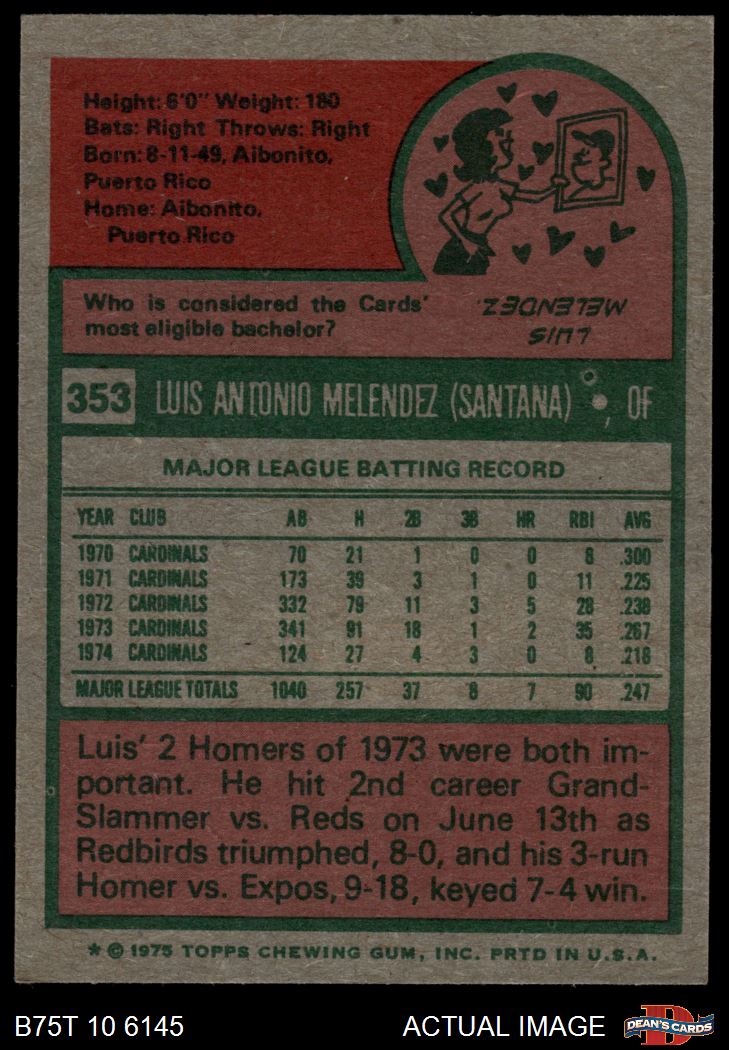 Height: 6'0" Weight: 180
Bats: Right Throws: Right
Born: 8-11-49, Aibonito,
Puerto Rico
Home: Aibonito,
Puerto Rico
Who is considered the Cards'
most eligible bachelor?
LUIS
MELENDEZ.
353 LUIS ANTONIO MELENDEZ (SANTANA) , OF
MAJOR LEAGUE BATTING RECORD
YEAR CLUB AB H 2B 3B HR RBI AVG
1970 CARDINALS 70 21 1 0 0 8 .300
1971 CARDINALS 173 39 3 1 0 11 .225
1972 CARDINALS 332 79 11 3 5 28 .238
1973 CARDINALS 341 91 18 1 2 35 .267
1974 CARDINALS 124 27 4 3 0 8 .218
MAJOR LEAGUE TOTALS 1040 257 37 8 7 90 .247
Luis' 2 Homers of 1973 were both im-
portant. He hit 2nd career Grand-
Slammer vs. Reds on June 13th as
Redbirds triumphed, 8-0, and his 3-run
Homer vs. Expos, 9-18, keyed 7-4 win.
* © 1975 TOPPS CHEWING GUM, INC. PRTD IN U.S.A.
B75T 10 6145 ACTUAL IMAGE DEAN'S CARDS